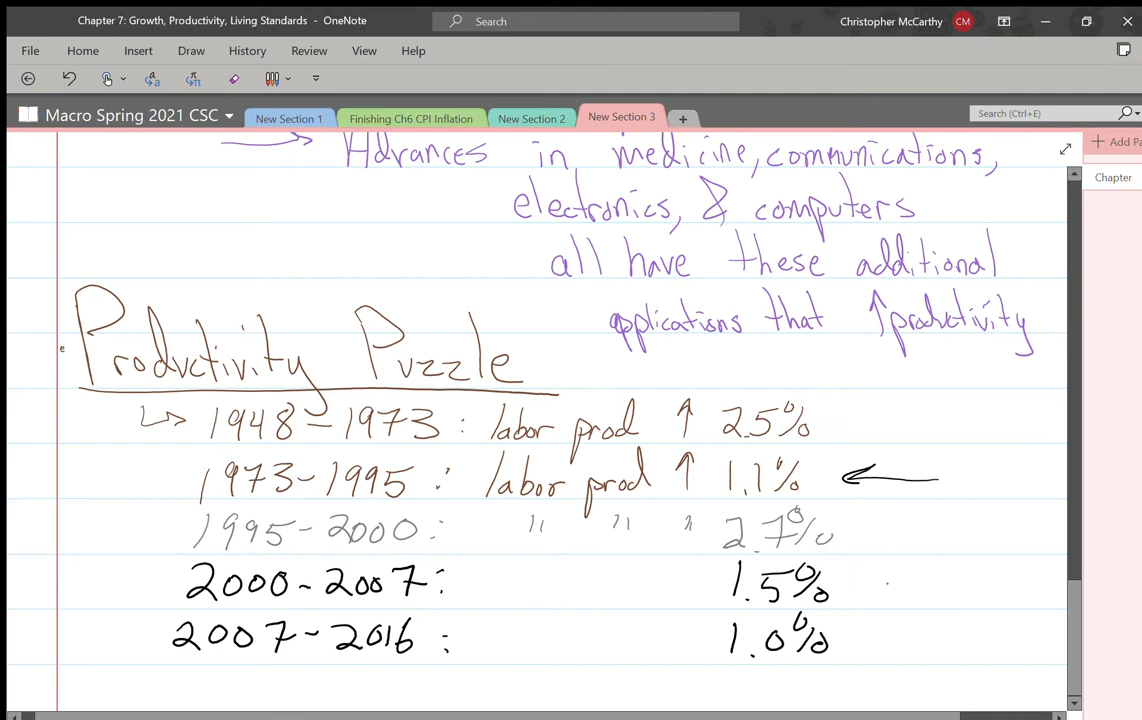 Chapter 7: Growth, Productivity, Living Standards - OneNote
Search
Christopher McCarthy CM
File Home Insert Draw History Review View Help
Macro Spring 2021 CSC
New Section 1 Finishing Ch6 CPI Inflation New Section 2 New Section 3
Search (Ctrl+E)
Add Pa
Chapter
→ Advances in medicine, communications,
electronics, & computers
all have these additional
applications that ↑productivity
Productivity Puzzle
↳ 1948-1973: labor prod ↑ 2.5%
1973-1995: labor prod ↑ 1.1% ←
1995-2000: " " " 2.7%
2000-2007: 1.5%
2007-2016: 1.0%